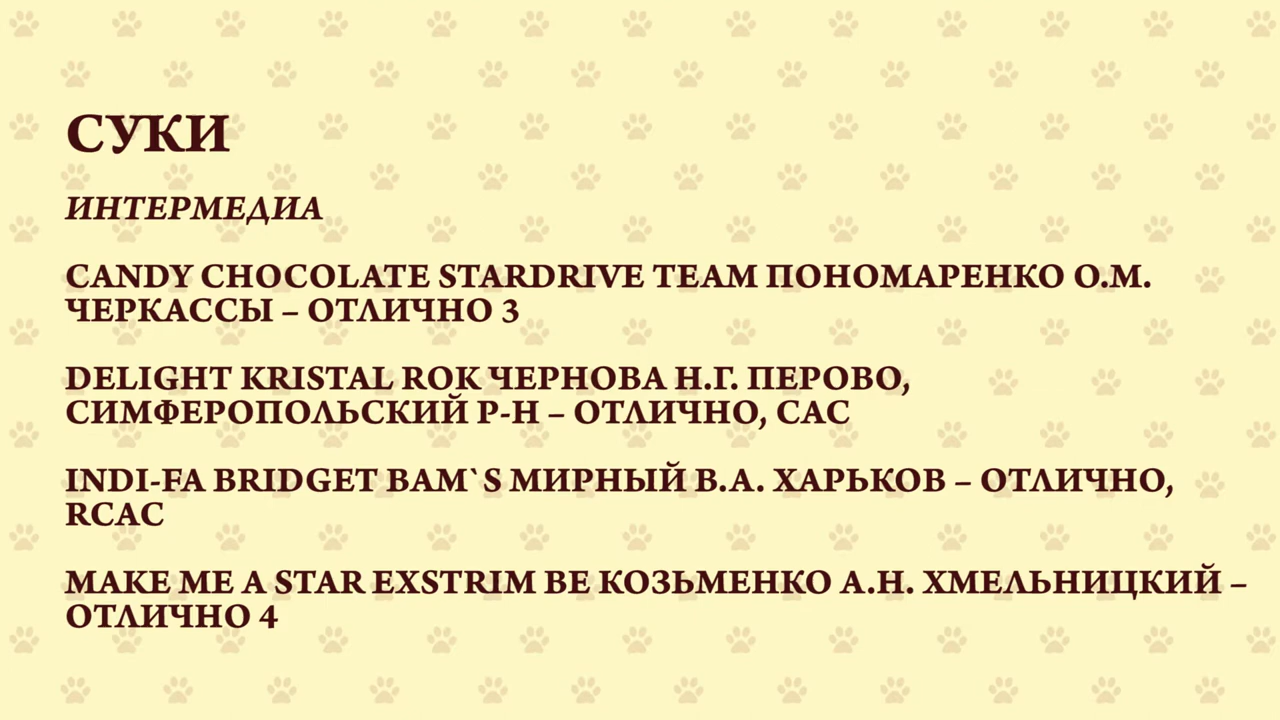 СУКИ
ИНТЕРМЕДИА
CANDY CHOCOLATE STARDRIVE TEAM ПОНОМАРЕНКО О.М.
ЧЕРКАССЫ – ОТЛИЧНО 3
DELIGHT KRISTAL ROK ЧЕРНОВА Н.Г. ПЕРОВО,
СИМФЕРОПОЛЬСКИЙ Р-Н – ОТЛИЧНО, САС
INDI-FA BRIDGET BAM`S МИРНЫЙ В.А. ХАРЬКОВ – ОТЛИЧНО,
RCAC
MAKE ME A STAR EXSTRIM BE КОЗЬМЕНКО А.Н. ХМЕЛЬНИЦКИЙ –
ОТЛИЧНО 4